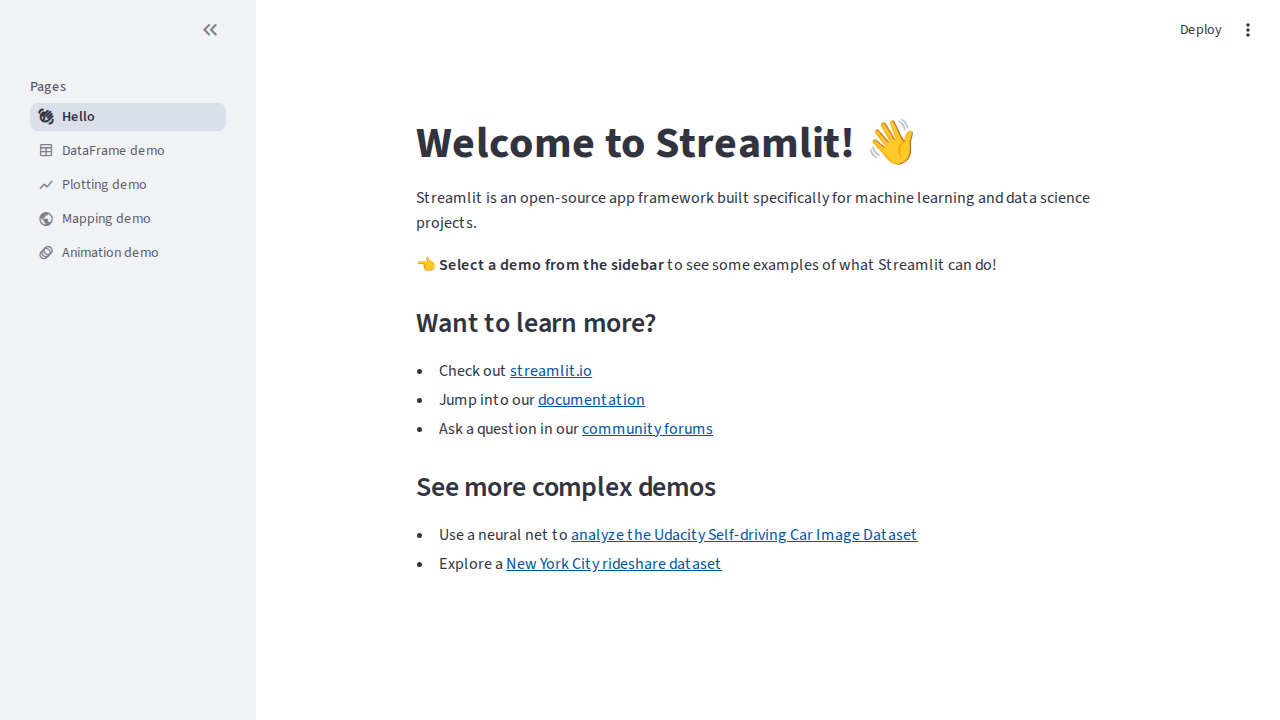 Deploy
Pages
Hello
DataFrame demo
Plotting demo
Mapping demo
Animation demo
Welcome to Streamlit! 👋
Streamlit is an open-source app framework built specifically for machine learning and data science
projects.
👈 Select a demo from the sidebar to see some examples of what Streamlit can do!
Want to learn more?
• Check out streamlit.io
• Jump into our documentation
• Ask a question in our community forums
See more complex demos
• Use a neural net to analyze the Udacity Self-driving Car Image Dataset
• Explore a New York City rideshare dataset